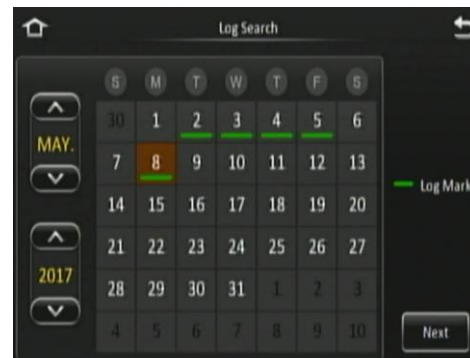 Log Search
S M T W T F S
30 1 2 3 4 5 6
MAY.
7 8 9 10 11 12 13
Log Mark
14 15 16 17 18 19 20
21 22 23 24 25 26 27
2017
28 29 30 31 1 2 3
4 5 6 7 8 9 10
Next